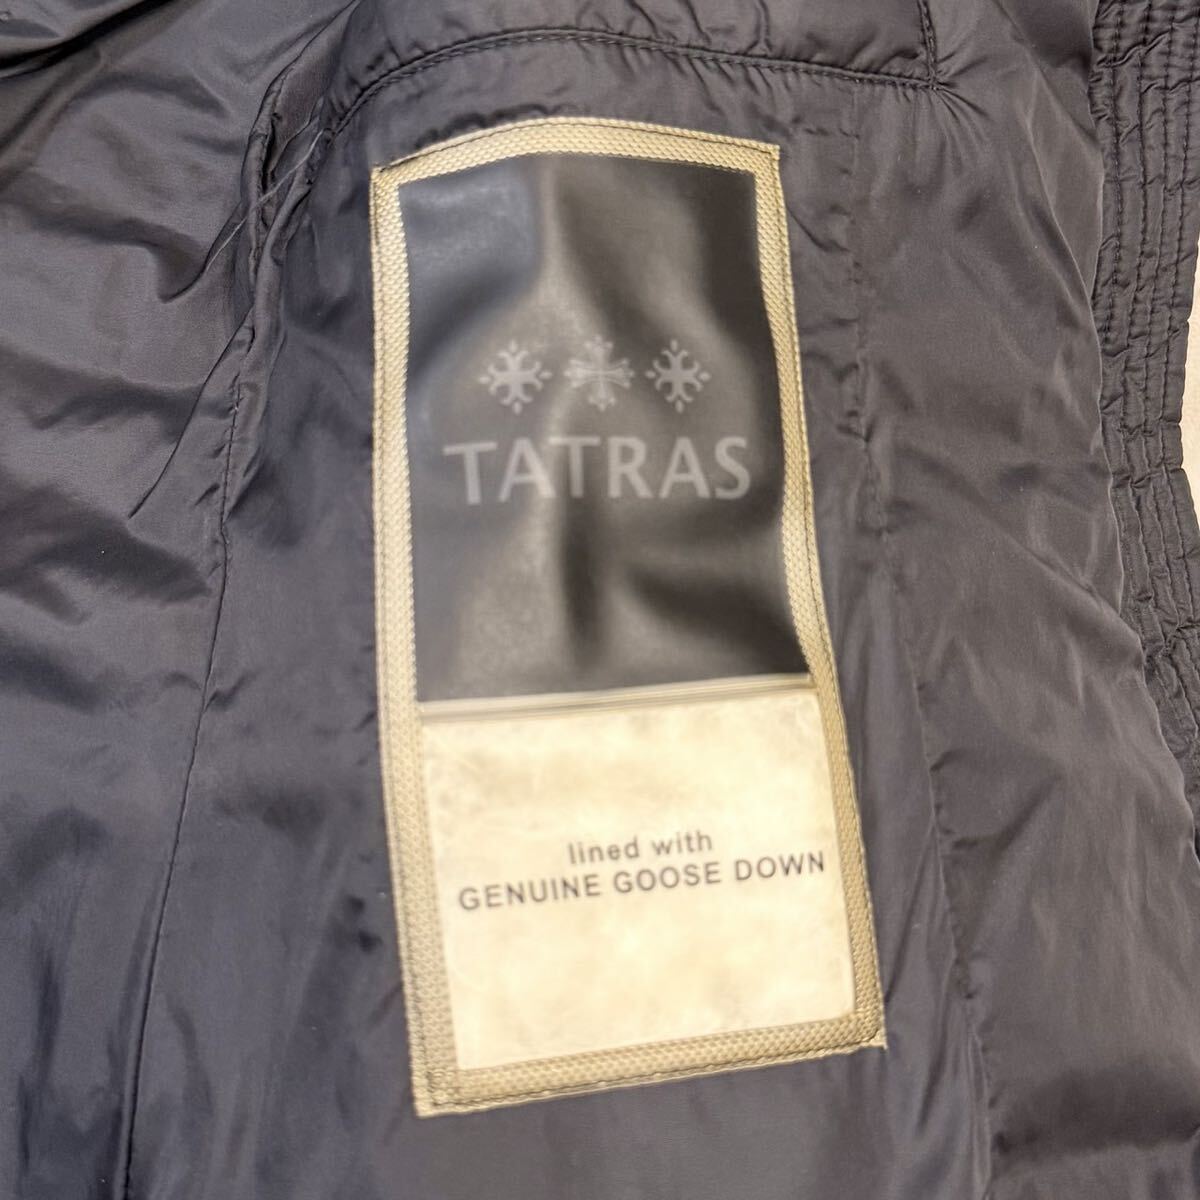 TATRAS
lined with
GENUINE GOOSE DOWN